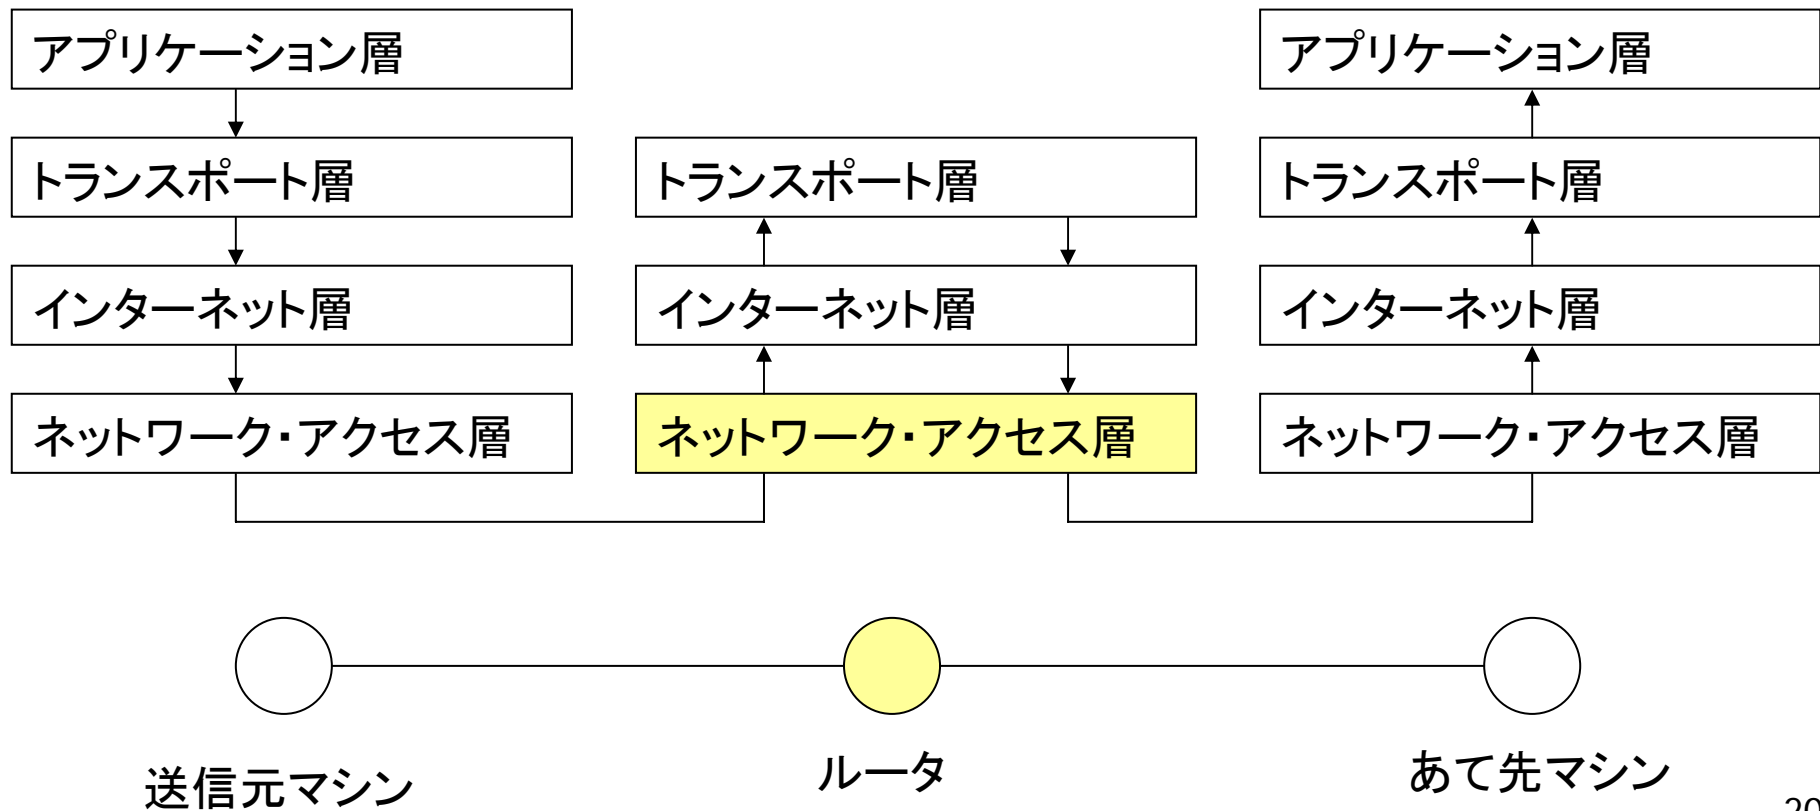 アプリケーション層
アプリケーション層
トランスポート層
トランスポート層
トランスポート層
インターネット層
インターネット層
インターネット層
ネットワーク・アクセス層
ネットワーク・アクセス層
ネットワーク・アクセス層
送信元マシン
ルータ
あて先マシン